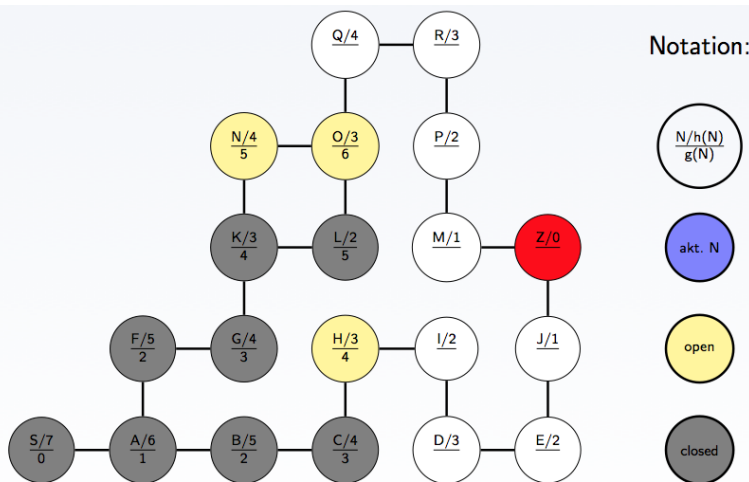 Q/4
R/3
Notation:
N/4
5
O/3
6
P/2
N/h(N)
g(N)
K/3
4
L/2
5
M/1
Z/0
akt. N
F/5
2
G/4
3
H/3
4
I/2
J/1
open
S/7
0
A/6
1
B/5
2
C/4
3
D/3
E/2
closed